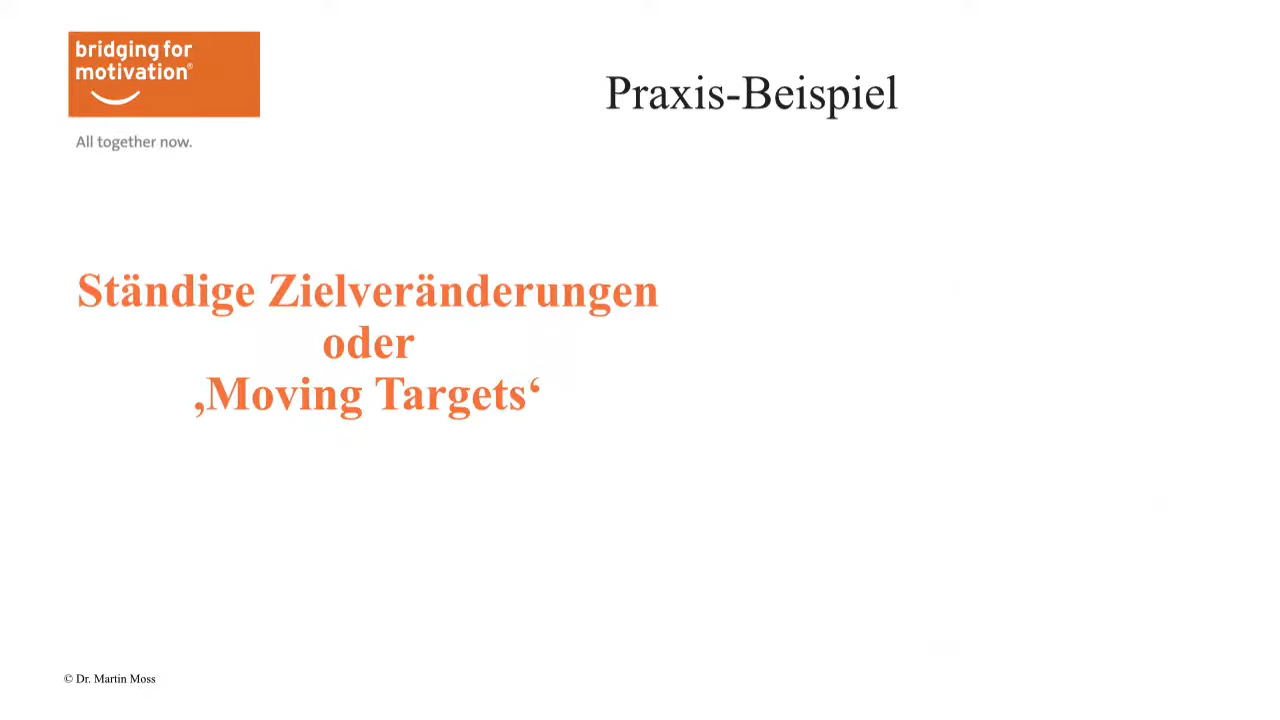 bridging for
motivation®
All together now.
Praxis-Beispiel
Ständige Zielveränderungen
oder
‚Moving Targets‘
© Dr. Martin Moss